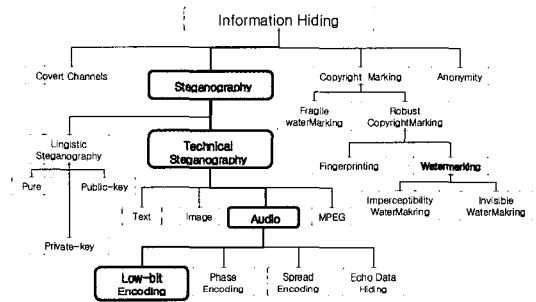 Information Hiding
Covert Channels
Steganography
Copyright Marking
Anonymity
Fragile
waterMarking
Robust
CopyrightMarking
Lingistic
Steganography
Technical
Steganography
Fingerprinting
Watermarking
Pure
Public-key
Private-key
Text
Image
Audio
MPEG
Imperceptibility
WaterMakring
Invisible
WaterMakring
Low-bit
Encoding
Phase
Encoding
Spread
Encoding
Echo Data
Hiding